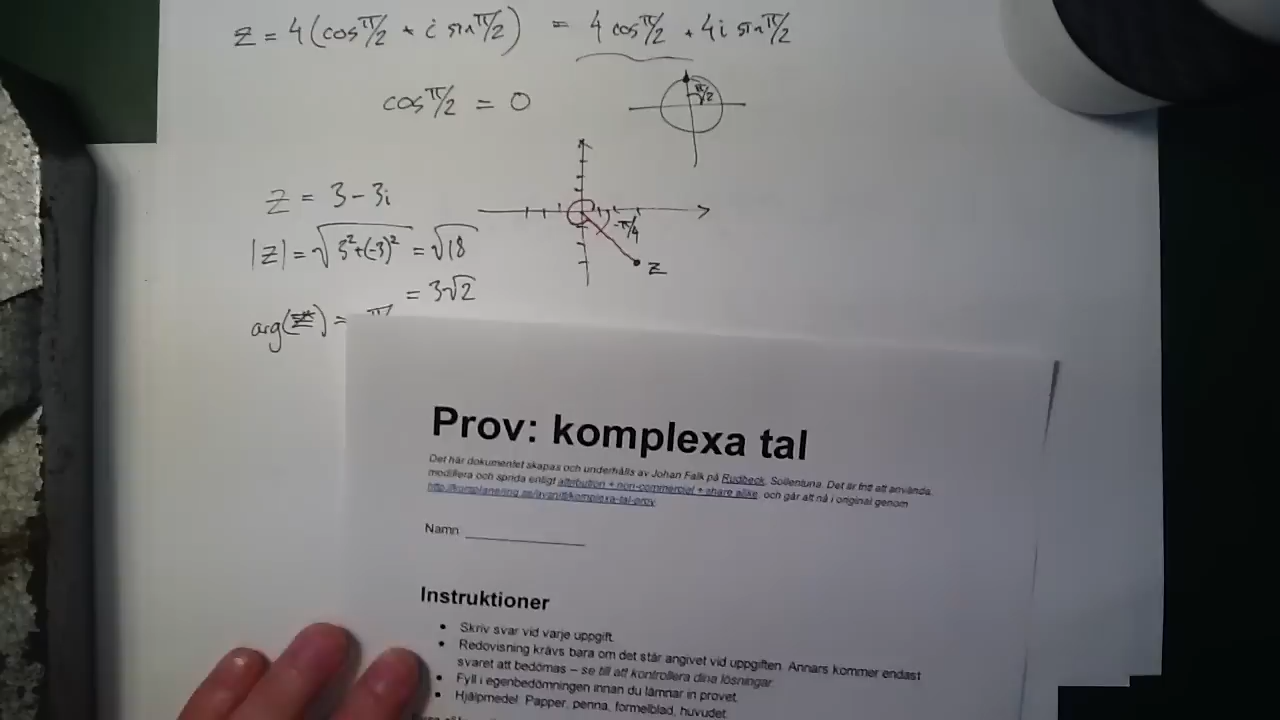 z = 4(cos π/2 + i sin π/2) = 4 cos π/2 + 4i sin π/2
cos π/2 = 0
π/2
z = 3 - 3i
|z| = √3²+(-3)² = √18
= 3√2
-π/4
z
arg(z) =
Prov: komplexa tal
Det här dokumentet skapas och underhålls av Johan Falk på Rudbeck, Sollentuna. Det är fritt att använda,
modifiera och sprida enligt attribution + non-commercial + share alike, och går att nå i original genom
Namn
Instruktioner
• Skriv svar vid varje uppgift.
• Redovisning krävs bara om det står angivet vid uppgiften. Annars kommer endast
svaret att bedömas – se till att kontrollera dina lösningar.
• Fyll i egenbedömningen innan du lämnar in provet.
• Hjälpmedel: Papper, penna, formelblad, huvudet.